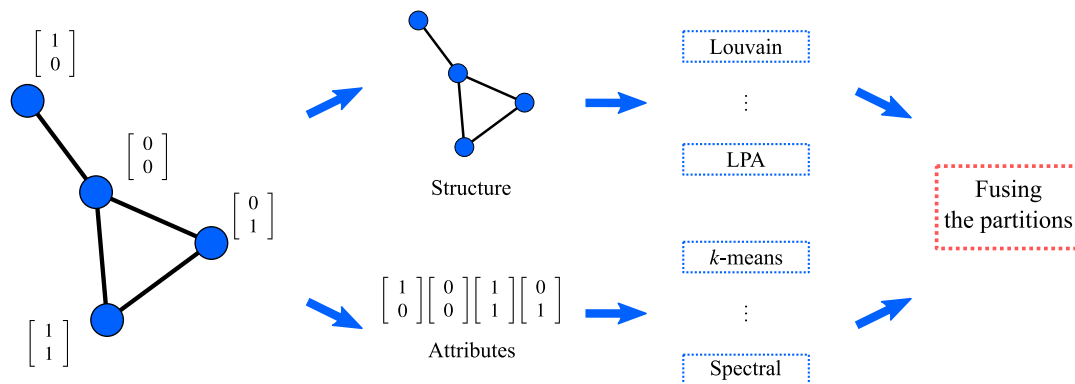 [ 1 0 ]
[ 0 0 ]
[ 0 1 ]
[ 1 1 ]
Structure
[ 1 0 ] [ 0 0 ] [ 1 1 ] [ 0 1 ]
Attributes
Louvain
⋮
LPA
k-means
⋮
Spectral
Fusing
the partitions